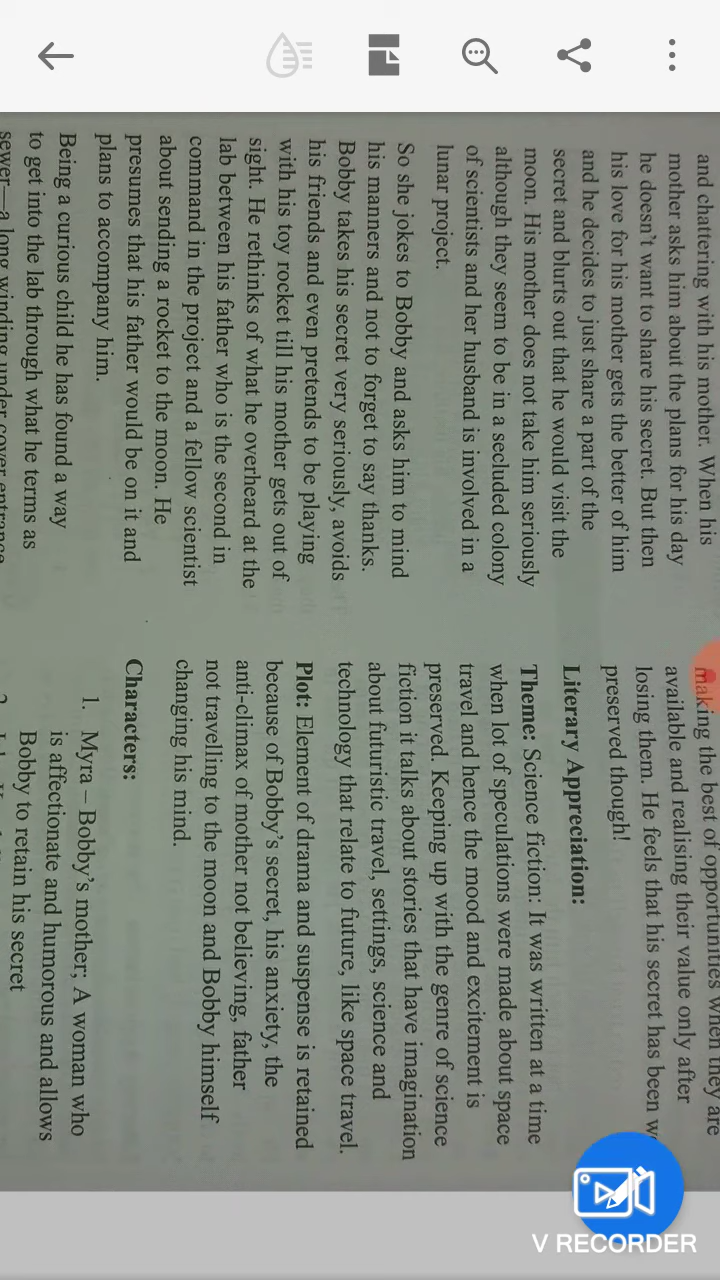 and chattering with his mother. When his
mother asks him about the plans for his day
he doesn't want to share his secret. But then
his love for his mother gets the better of him
and he decides to just share a part of the
secret and blurts out that he would visit the
moon. His mother does not take him seriously
although they seem to be in a secluded colony
of scientists and her husband is involved in a
lunar project.
So she jokes to Bobby and asks him to mind
his manners and not to forget to say thanks.
Bobby takes his secret very seriously, avoids
his friends and even pretends to be playing
with his toy rocket till his mother gets out of
sight. He rethinks of what he overheard at the
lab between his father who is the second in
command in the project and a fellow scientist
about sending a rocket to the moon. He
presumes that his father would be on it and
plans to accompany him.
Being a curious child he has found a way
to get into the lab through what he terms as
sewer—a long winding under cover entrance
making the best of opportunities when they are
available and realising their value only after
losing them. He feels that his secret has been
preserved though!
Literary Appreciation:
Theme: Science fiction: It was written at a time
when lot of speculations were made about space
travel and hence the mood and excitement is
preserved. Keeping up with the genre of science
fiction it talks about stories that have imagination
about futuristic travel, settings, science and
technology that relate to future, like space travel.
Plot: Element of drama and suspense is retained
because of Bobby's secret, his anxiety, the
anti-climax of mother not believing, father
not travelling to the moon and Bobby himself
changing his mind.
Characters:
1. Myra – Bobby's mother; A woman who
is affectionate and humorous and allows
Bobby to retain his secret
V RECORDER